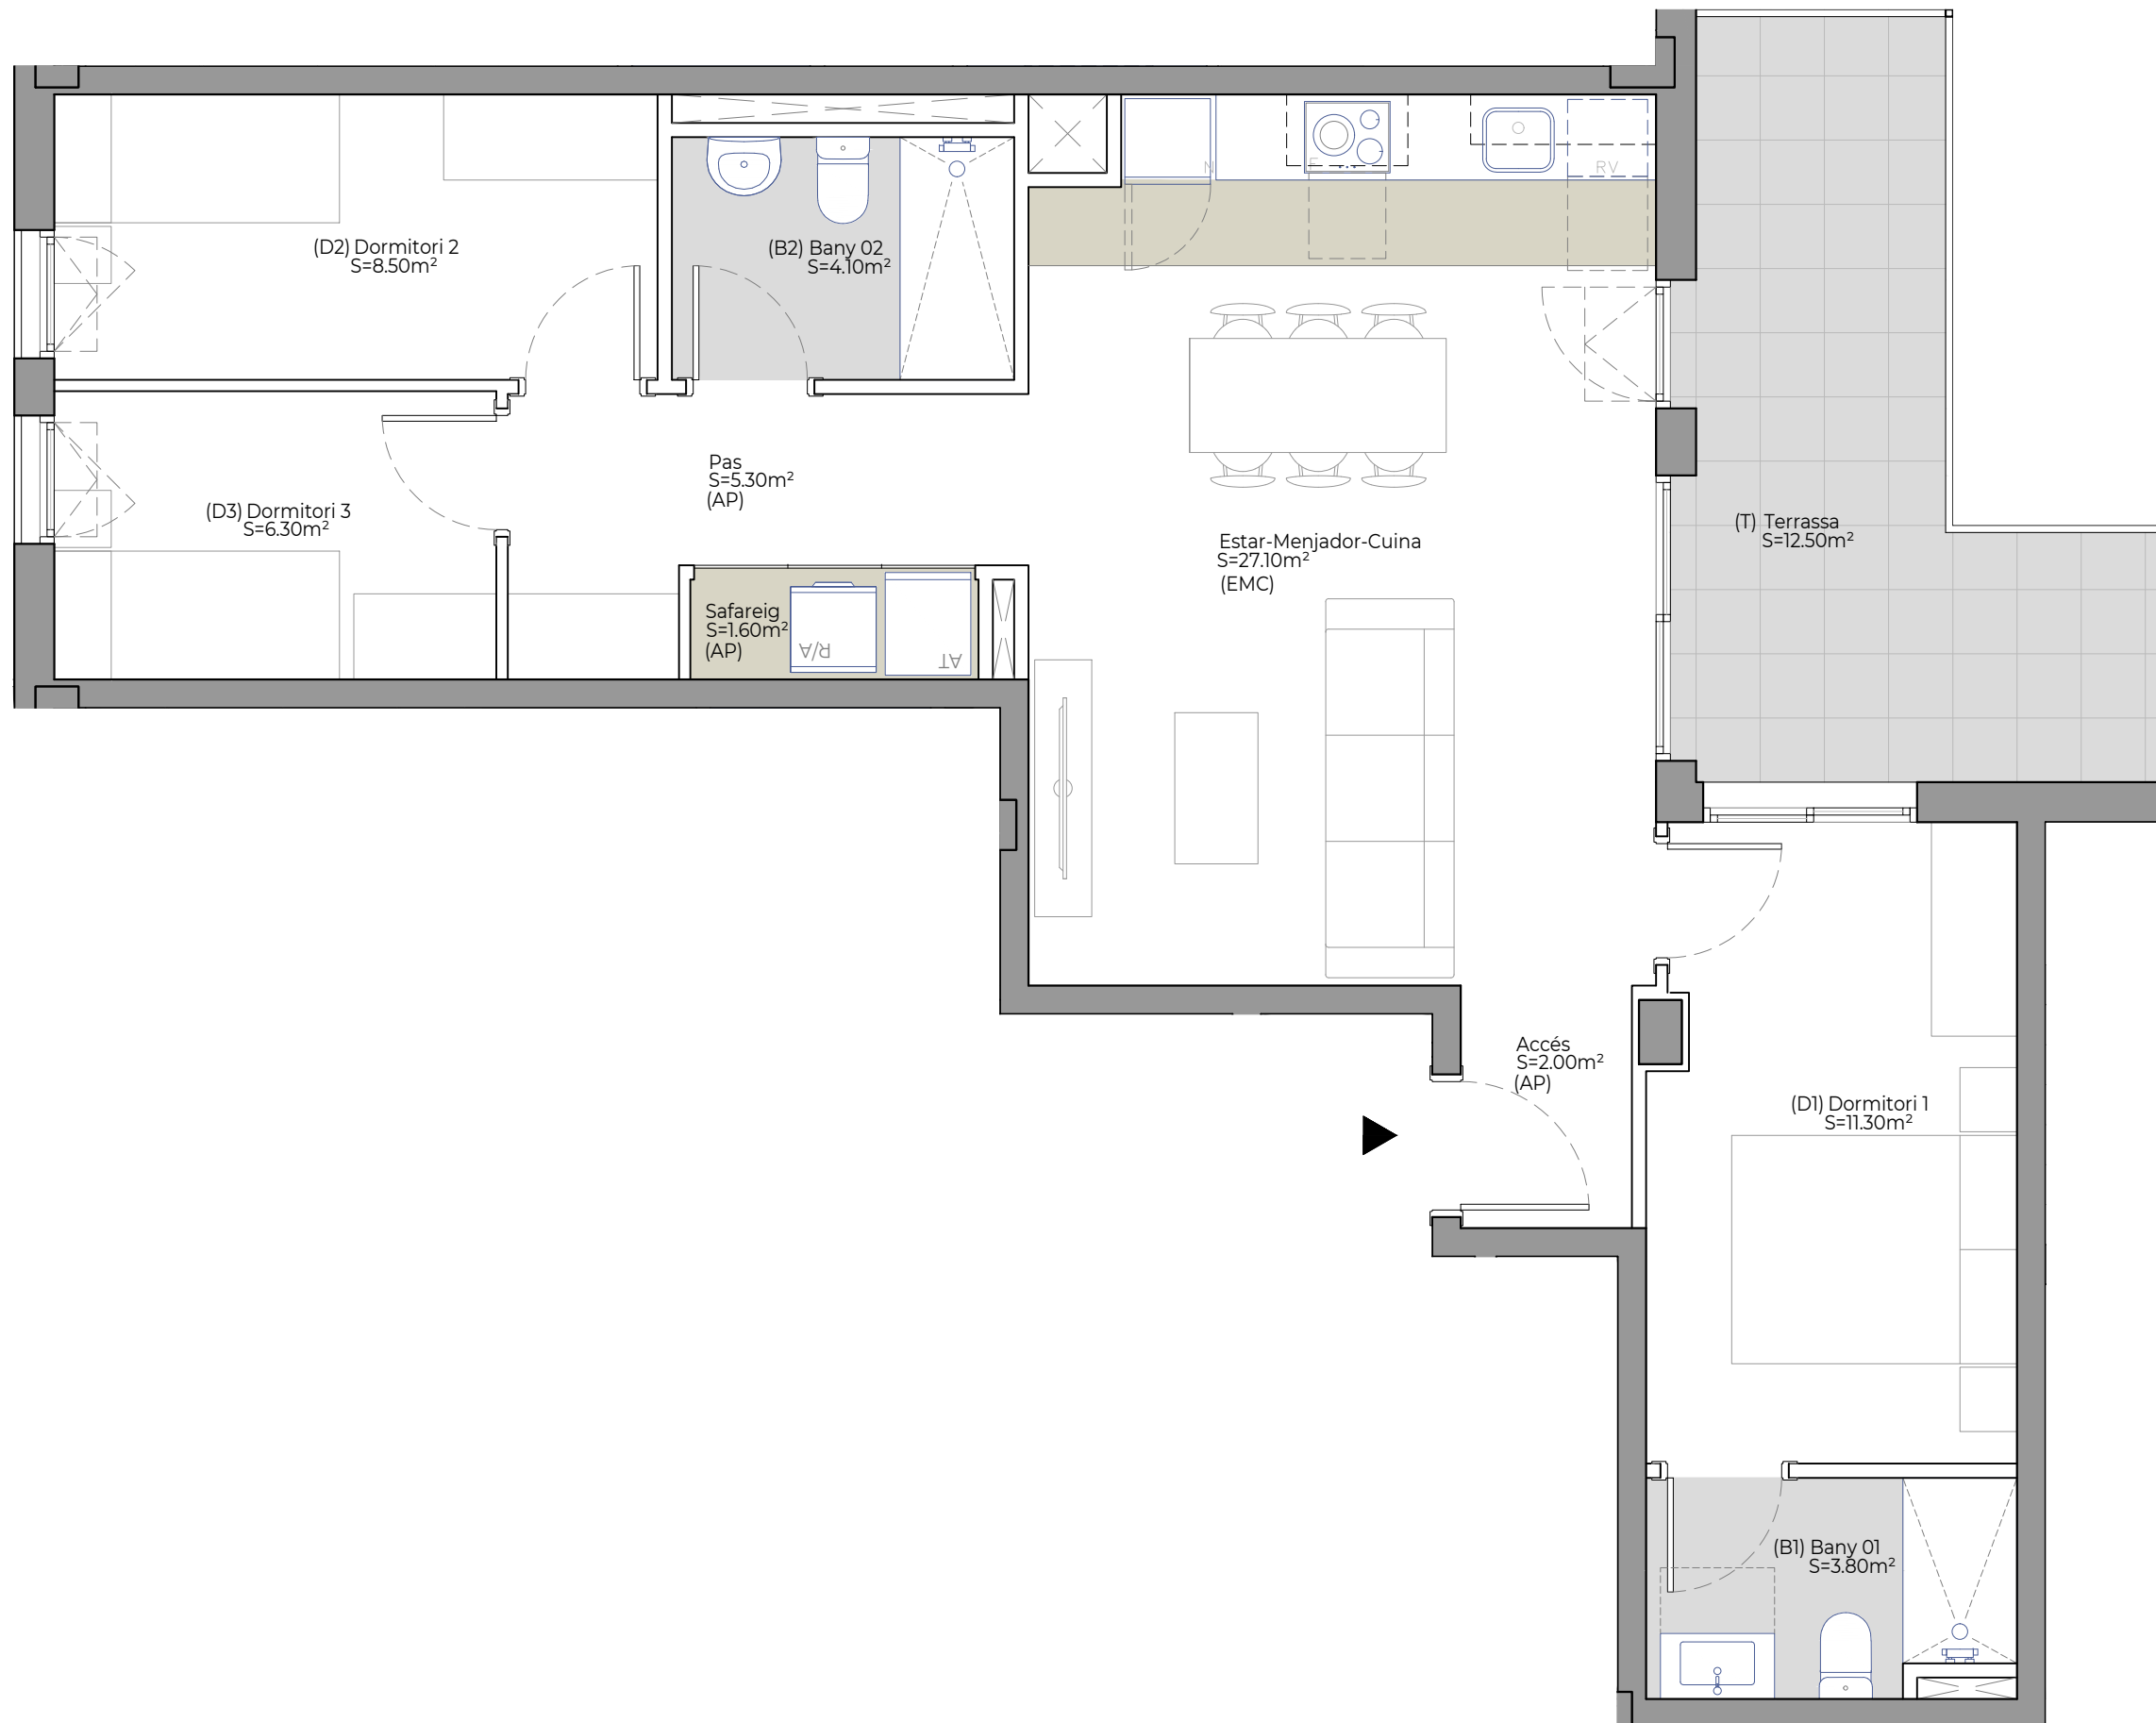 (D2) Dormitori 2
S=8.50m²
(B2) Bany 02
S=4.10m²
N
F
RV
(D3) Dormitori 3
S=6.30m²
Pas
S=5.30m²
(AP)
Estar-Menjador-Cuina
S=27.10m²
(EMC)
(T) Terrassa
S=12.50m²
Safareig
S=1.60m²
(AP)
R/A
AT
Accés
S=2.00m²
(AP)
(D1) Dormitori 1
S=11.30m²
(B1) Bany 01
S=3.80m²